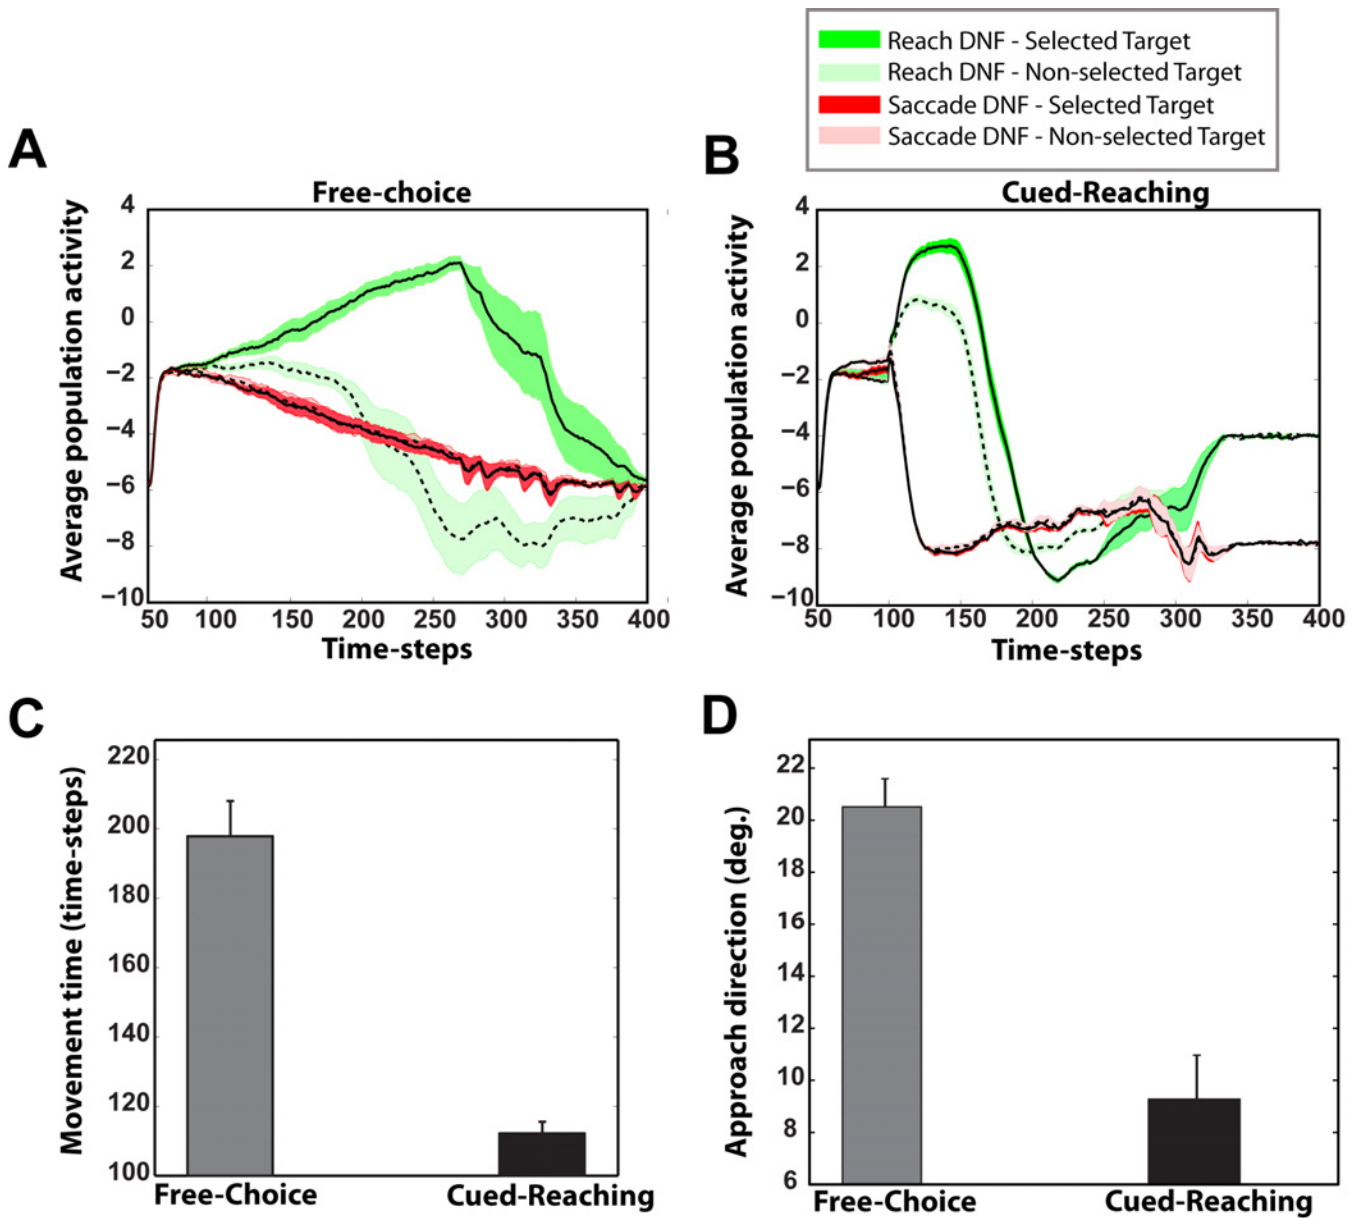 Reach DNF - Selected Target
Reach DNF - Non-selected Target
Saccade DNF - Selected Target
Saccade DNF - Non-selected Target
A
Free-choice
Average population activity
4
2
0
−2
−4
−6
−8
−10
50 100 150 200 250 300 350 400
Time-steps
B
Cued-Reaching
Average population activity
4
2
0
−2
−4
−6
−8
−10
50 100 150 200 250 300 350 400
Time-steps
C
Movement time (time-steps)
220
200
180
160
140
120
100
Free-Choice Cued-Reaching
D
Approach direction (deg.)
22
20
18
16
14
12
10
8
6
Free-Choice Cued-Reaching